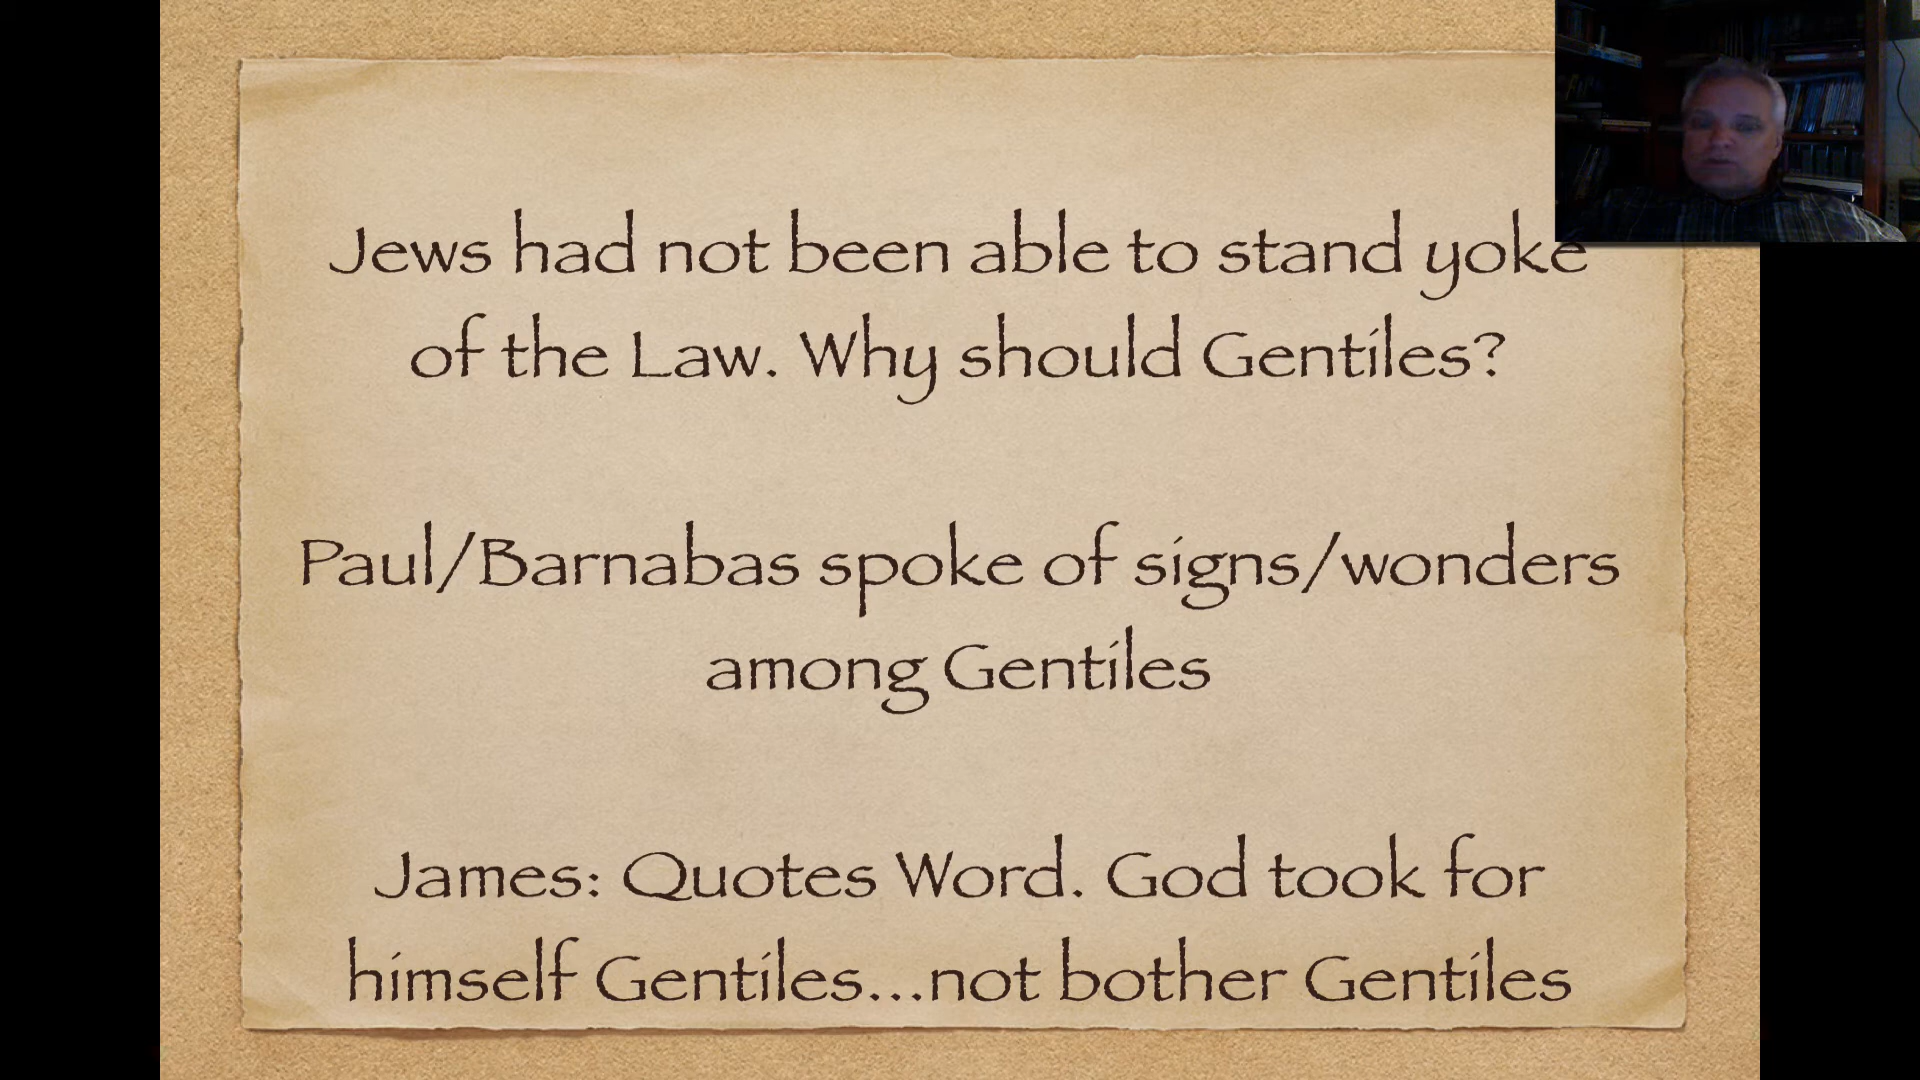 Jews had not been able to stand yoke
of the Law. Why should Gentiles?
Paul/Barnabas spoke of signs/wonders
among Gentiles
James: Quotes Word. God took for
himself Gentiles...not bother Gentiles